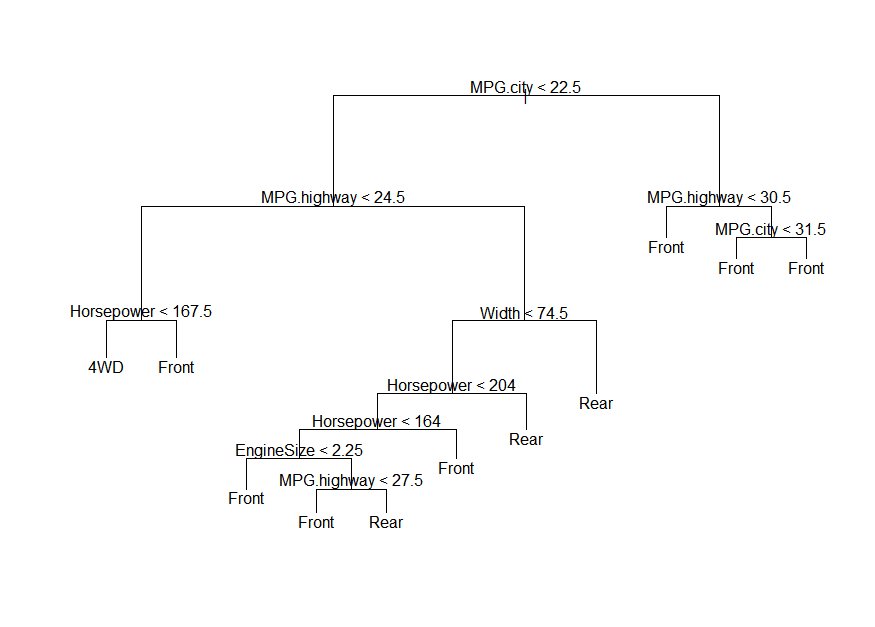 MPG.city < 22.5
MPG.highway < 24.5
MPG.highway < 30.5
MPG.city < 31.5
Front
Front
Front
Horsepower < 167.5
Width < 74.5
4WD
Front
Horsepower < 204
Rear
Horsepower < 164
Rear
EngineSize < 2.25
Front
MPG.highway < 27.5
Front
Front
Rear